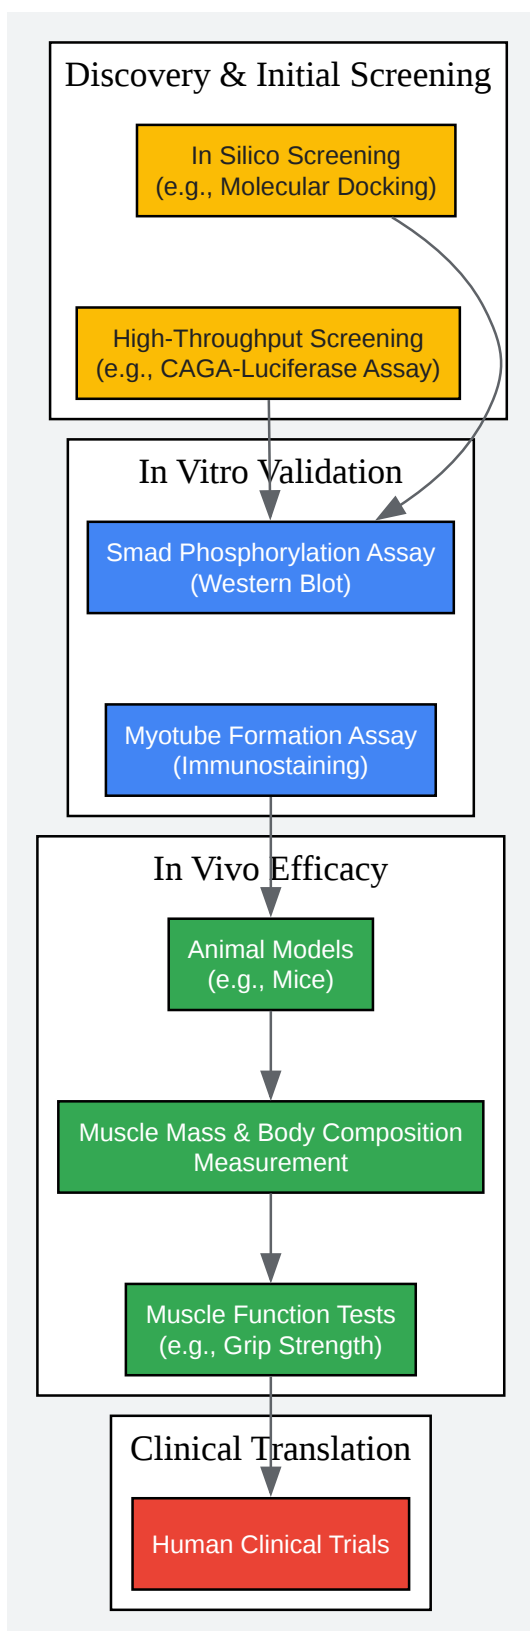 Discovery & Initial Screening
In Silico Screening
(e.g., Molecular Docking)
High-Throughput Screening
(e.g., CAGA-Luciferase Assay)
In Vitro Validation
Smad Phosphorylation Assay
(Western Blot)
Myotube Formation Assay
(Immunostaining)
In Vivo Efficacy
Animal Models
(e.g., Mice)
Muscle Mass & Body Composition
Measurement
Muscle Function Tests
(e.g., Grip Strength)
Clinical Translation
Human Clinical Trials